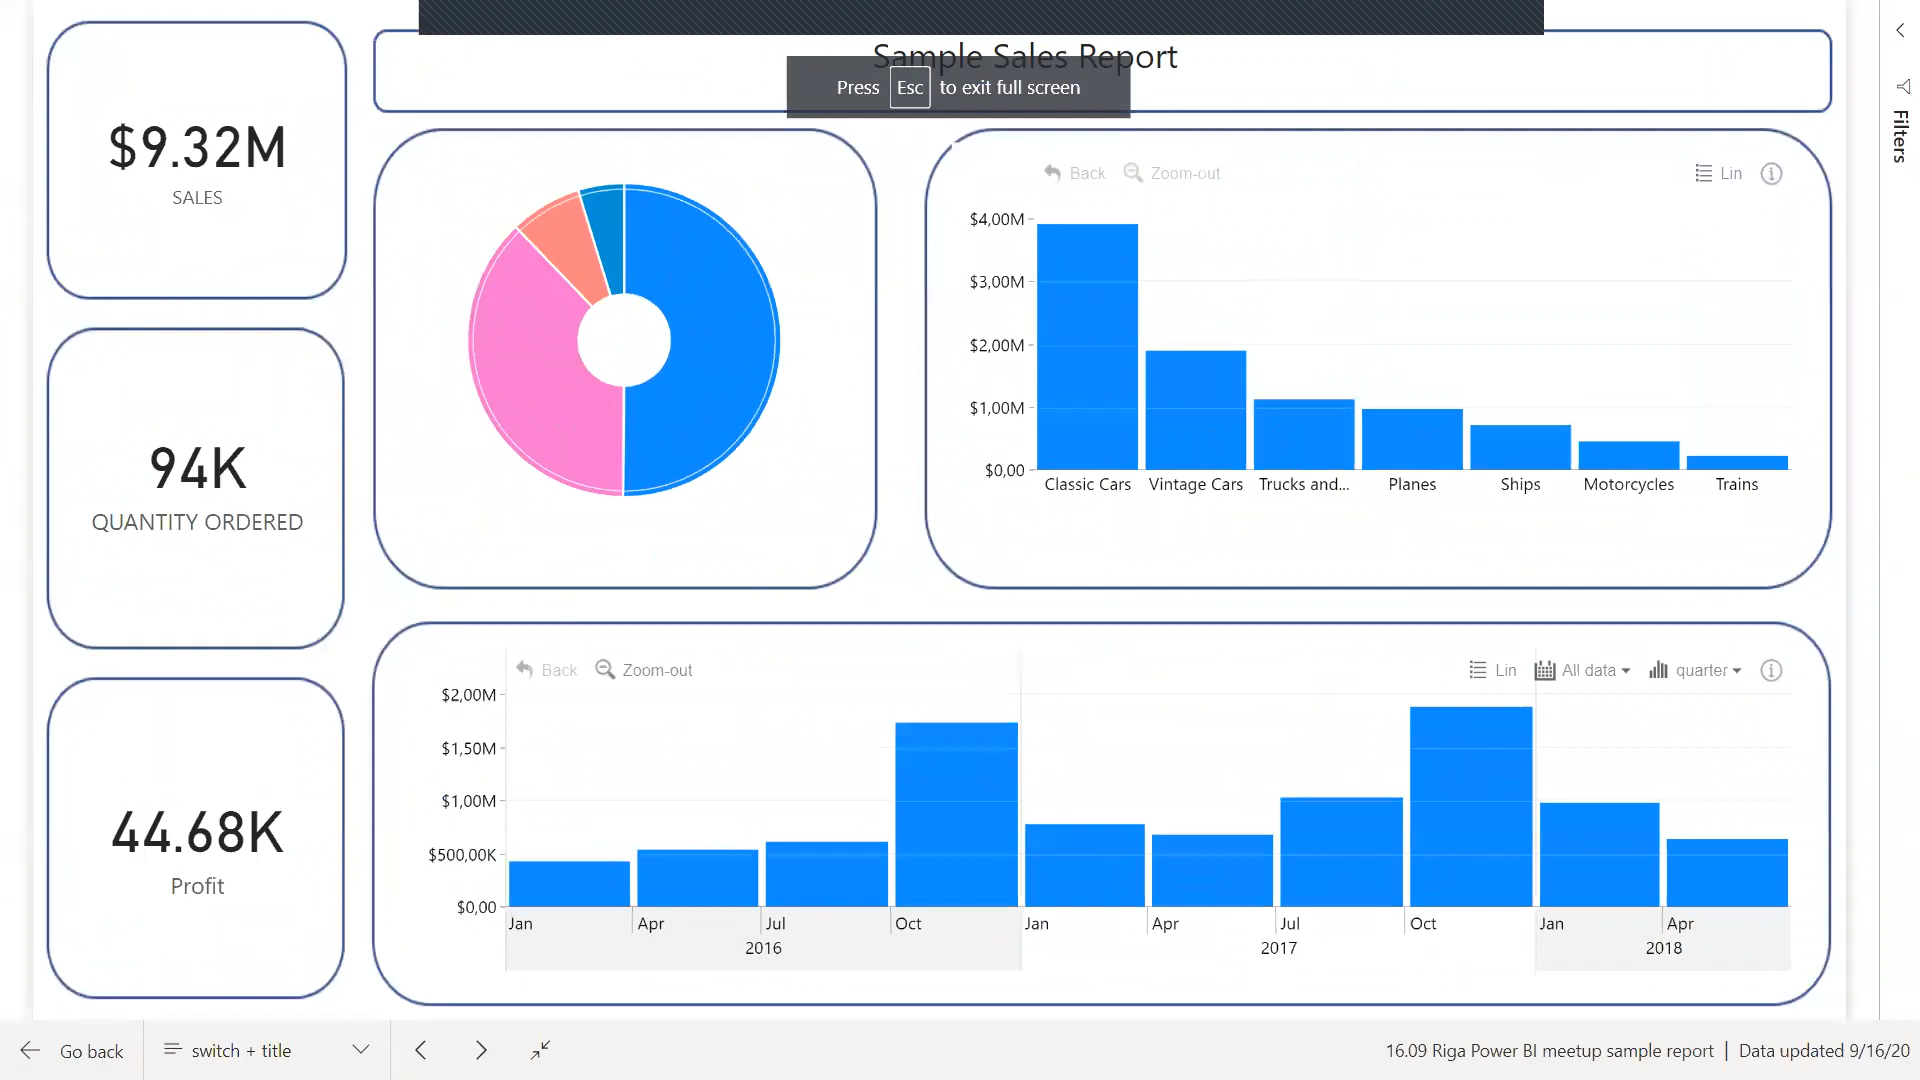 Sample Sales Report
Press Esc to exit full screen
$9.32M
SALES
94K
QUANTITY ORDERED
44.68K
Profit
Back Zoom-out Lin
$4,00M
$3,00M
$2,00M
$1,00M
$0,00
Classic Cars Vintage Cars Trucks and... Planes Ships Motorcycles Trains
Back Zoom-out Lin All data quarter
$2,00M
$1,50M
$1,00M
$500,00K
$0,00
Jan Apr Jul Oct Jan Apr Jul Oct Jan Apr
2016 2017 2018
Filters
Go back switch + title 16.09 Riga Power BI meetup sample report | Data updated 9/16/20